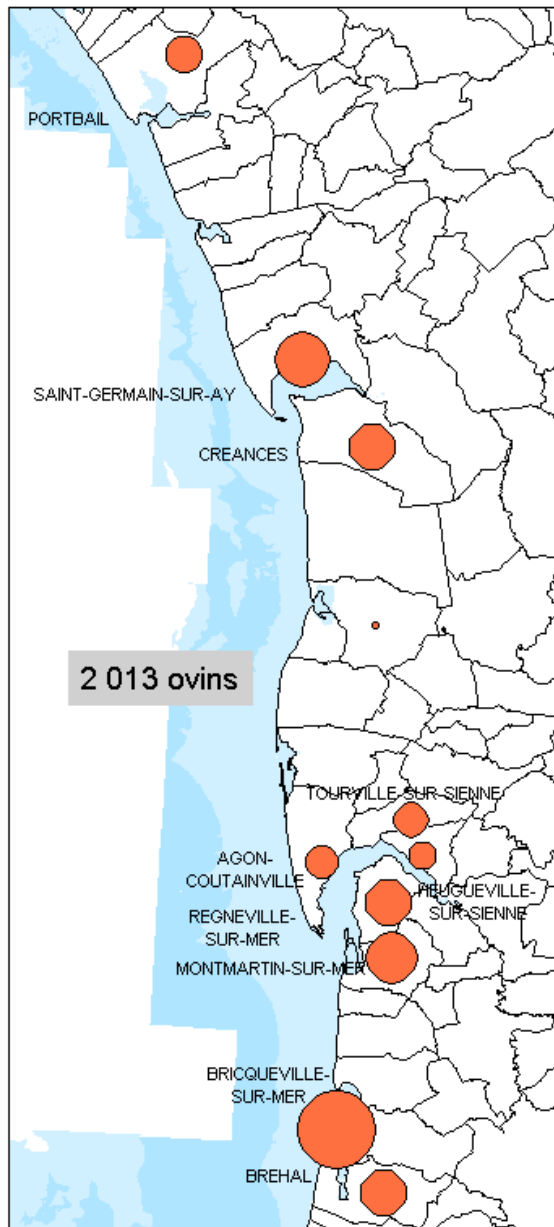 PORTBAIL
SAINT-GERMAIN-SUR-AY
CREANCES
2 013 ovins
TOURVILLE-SUR-SIENNE
AGON-
COUTAINVILLE
HEUGUEVILLE-
SUR-SIENNE
REGNEVILLE-
SUR-MER
MONTMARTIN-SUR-MER
BRICQUEVILLE-
SUR-MER
BREHAL